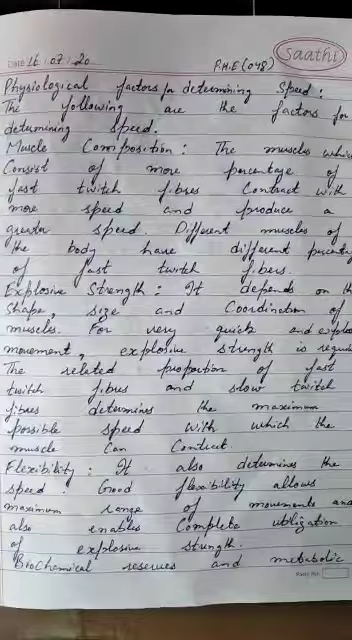 Saathi
Date 16 / 07 / 20
P.H.E (048)
Physiological factors for determining Speed:
The following are the factors for
determining speed.
Muscle Composition: The muscles which
Consist of more percentage of
fast twitch fibres Contract with
more speed and produce a
greater speed. Different muscles of
the body have different percenta
of fast twitch fibers.
Explosive Strength: It depends on th
Shape, size and Coordination of
muscles. For very quick and explos
movement, explosive strength is requi
The related proportion of fast
twitch fibres and slow twitch
fibres determines the maximum
possible speed with which the
muscle can Contract.
Flexibility: It also determines the
speed. Good flexibility allows
maximum range of movements and
also enables Complete utilization
of explosive strength.
BioChemical reserves and metabolic
Page No.